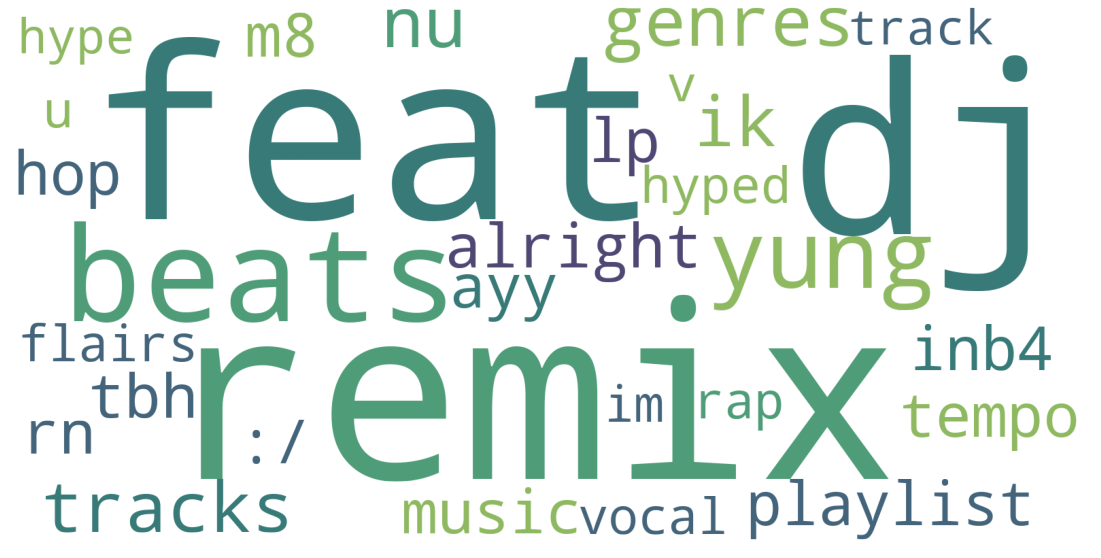 hype m8 nu genres track
feat dj
u lp v ik
hop hyped
beats alright yung
ayy
flairs remix inb4
tbh im rap tempo
rn :/
tracks music vocal playlist